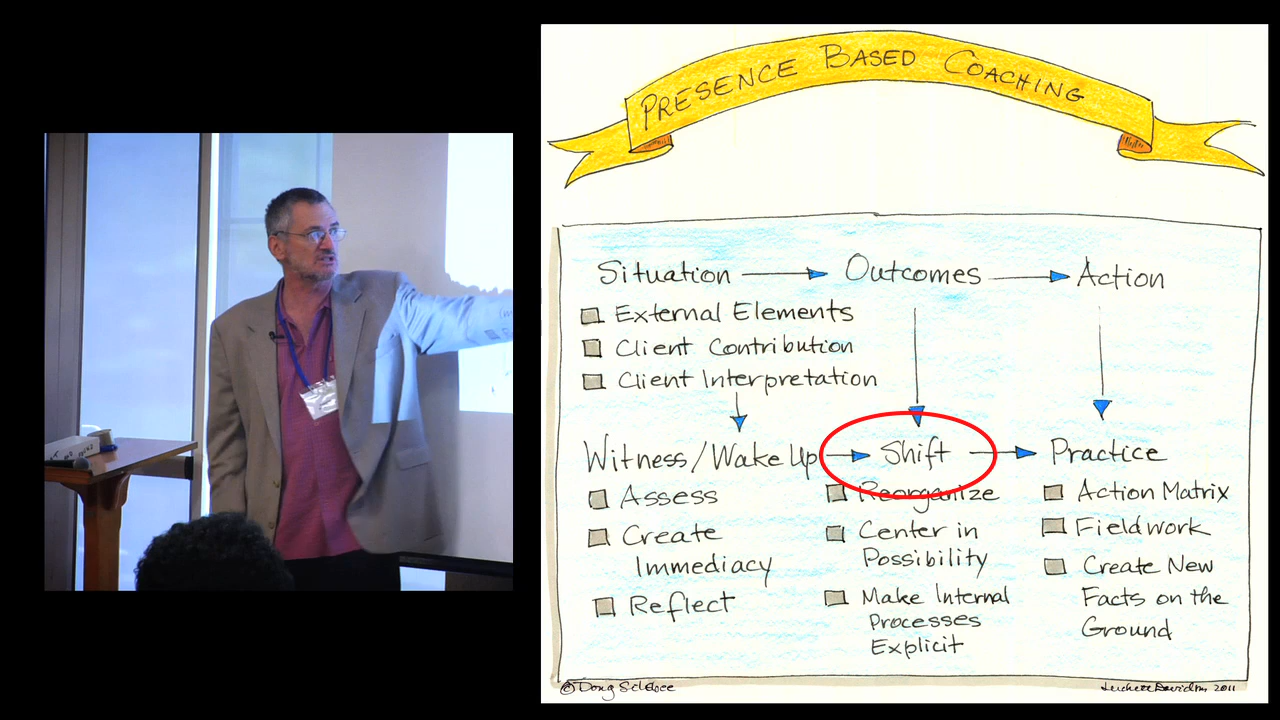 PRESENCE BASED COACHING
Situation Outcomes Action
External Elements
Client Contribution
Client Interpretation
Witness/Wake Up Shift Practice
Assess
Create
Immediacy
Reflect
Reorganize
Center in
Possibility
Make Internal
Processes
Explicit
Action Matrix
Fieldwork
Create New
Facts on the
Ground
© Doug
2011